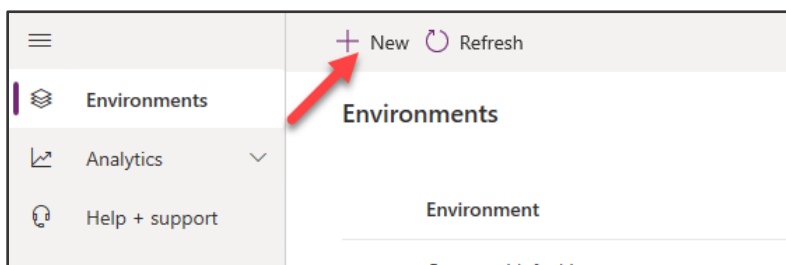 New Refresh
Environments
Environments
Analytics
Help + support
Environment